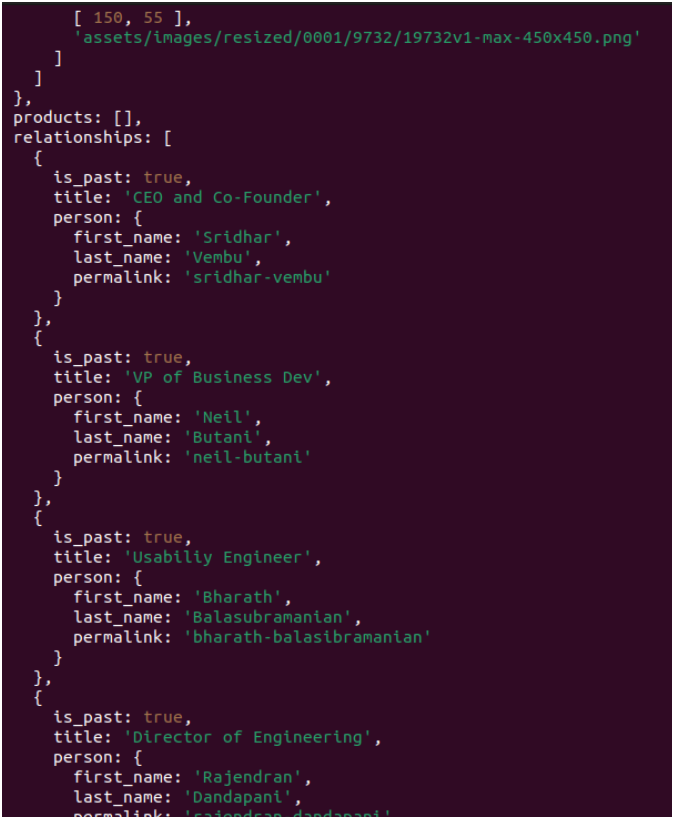 [ 150, 55 ],
'assets/images/resized/0001/9732/19732v1-max-450x450.png'
]
]
},
products: [],
relationships: [
{
is_past: true,
title: 'CEO and Co-Founder',
person: {
first_name: 'Sridhar',
last_name: 'Vembu',
permalink: 'sridhar-vembu'
}
},
{
is_past: true,
title: 'VP of Business Dev',
person: {
first_name: 'Neil',
last_name: 'Butani',
permalink: 'neil-butani'
}
},
{
is_past: true,
title: 'Usabiliy Engineer',
person: {
first_name: 'Bharath',
last_name: 'Balasubramanian',
permalink: 'bharath-balasibramanian'
}
},
{
is_past: true,
title: 'Director of Engineering',
person: {
first_name: 'Rajendran',
last_name: 'Dandapani',
permalink: 'rajendran-dandapani'